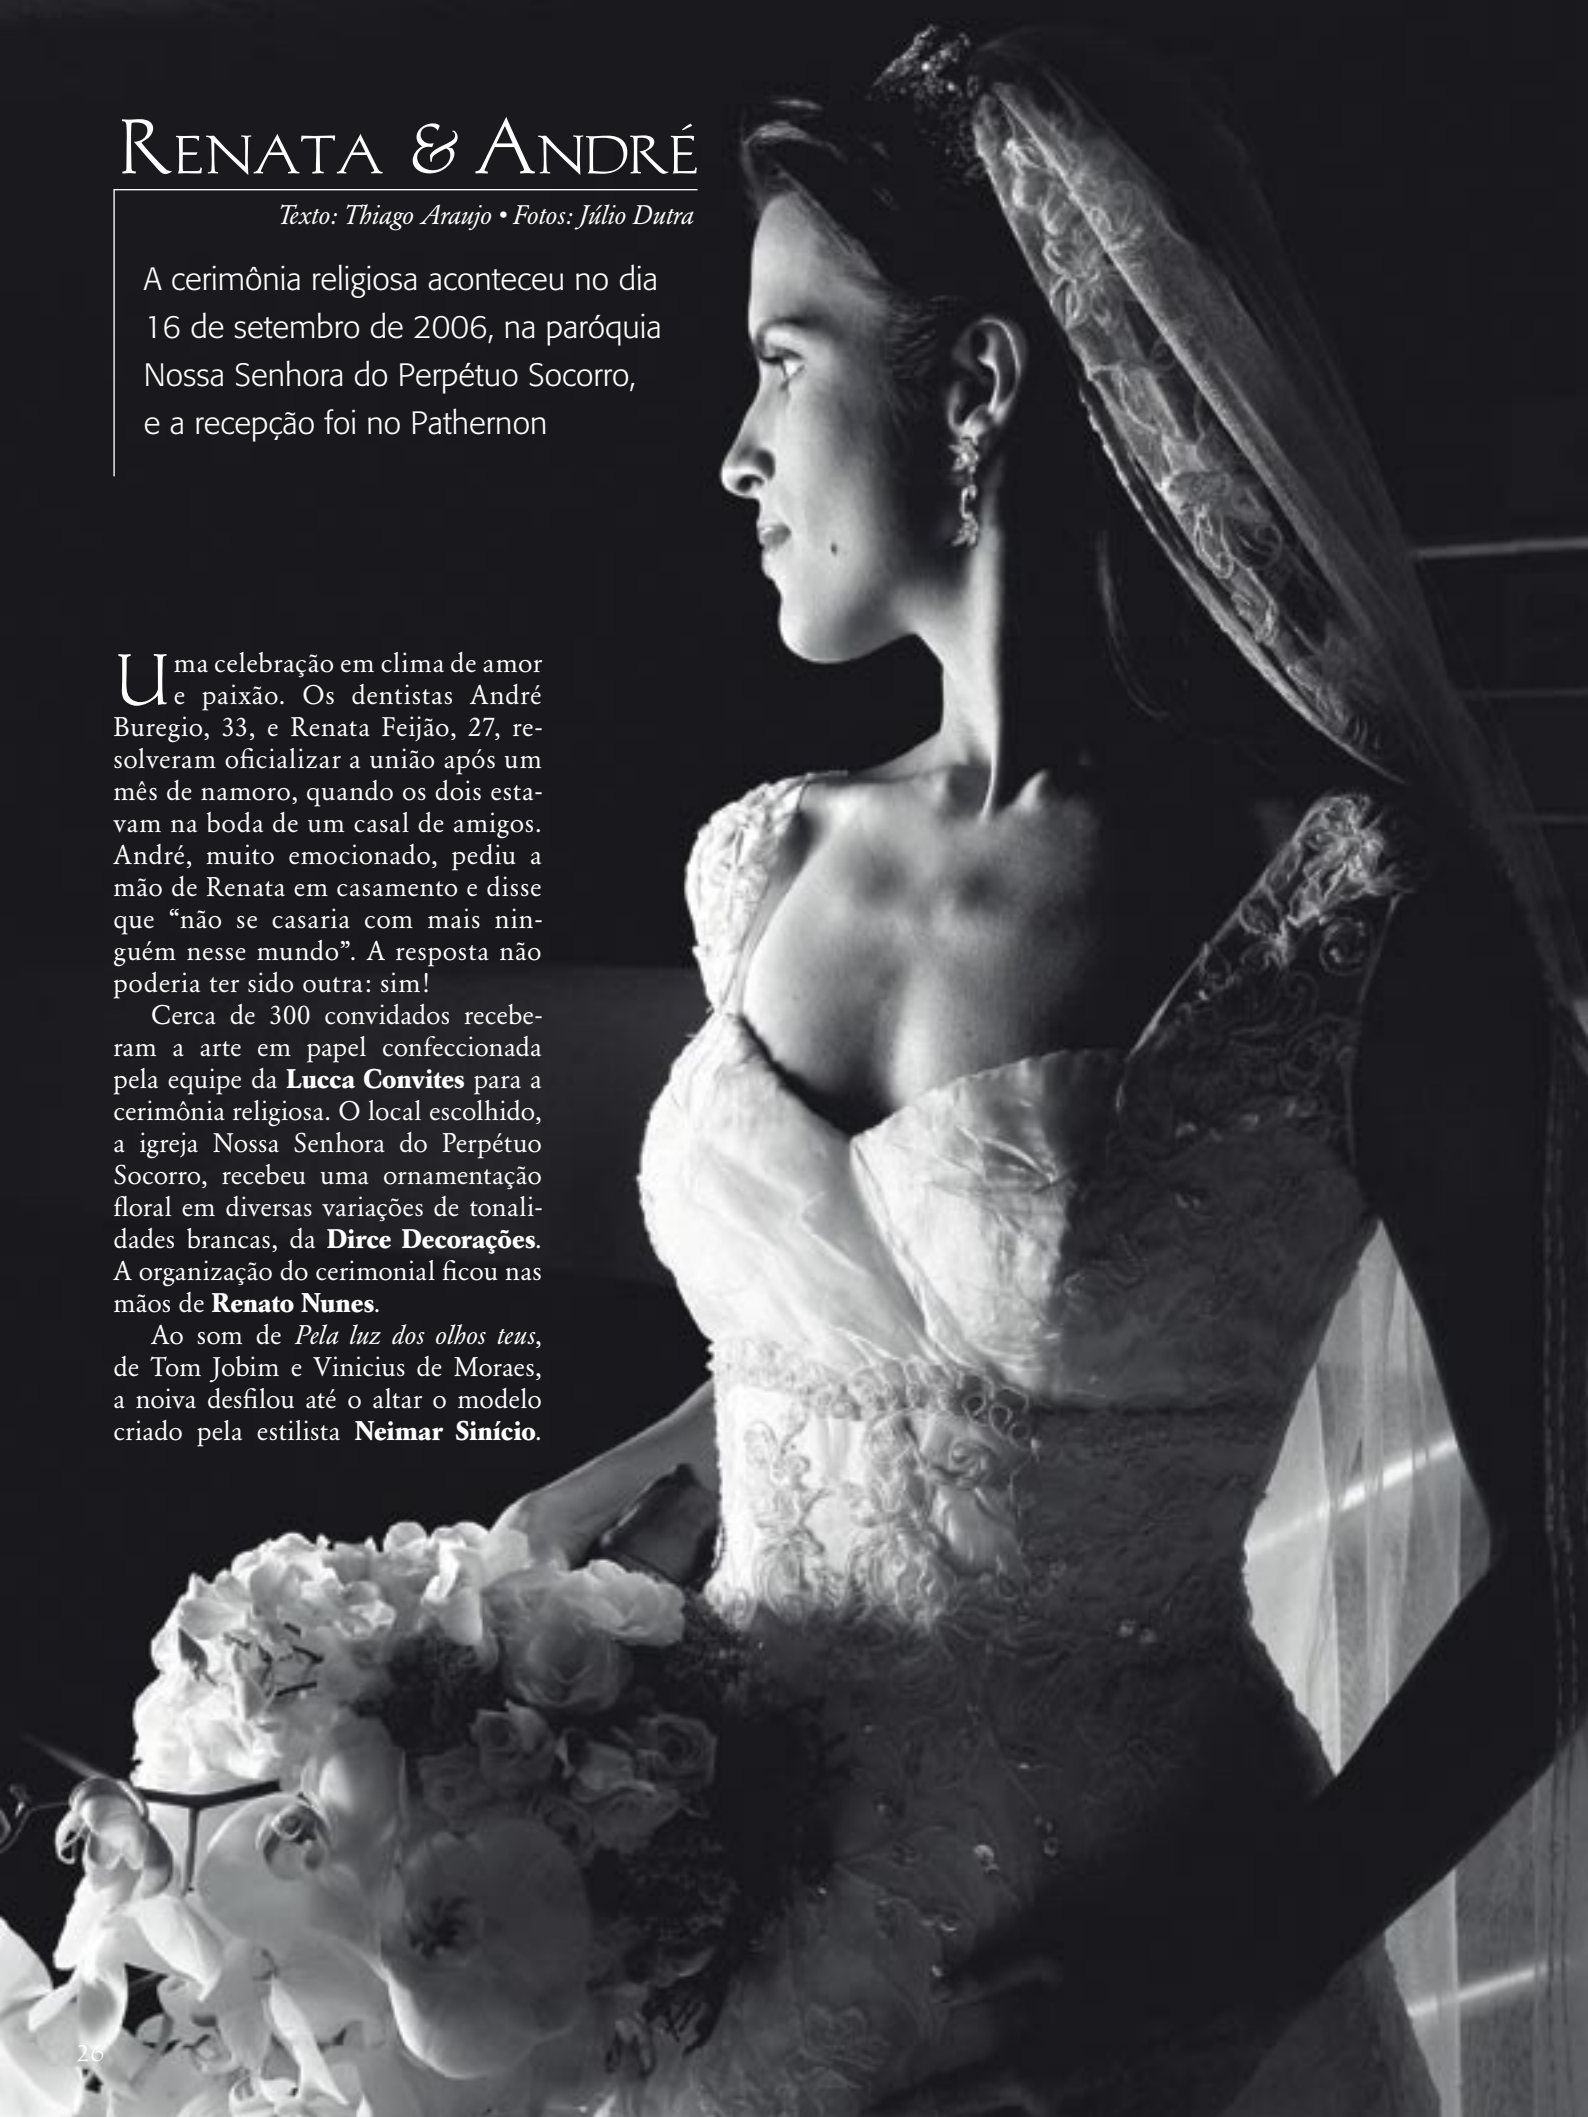 RENATA & ANDRÉ
Texto: Thiago Araujo • Fotos: Júlio Dutra
A cerimônia religiosa aconteceu no dia
16 de setembro de 2006, na paróquia
Nossa Senhora do Perpétuo Socorro,
e a recepção foi no Pathernon
Uma celebração em clima de amor
e paixão. Os dentistas André
Buregio, 33, e Renata Feijão, 27, re-
solveram oficializar a união após um
mês de namoro, quando os dois esta-
vam na boda de um casal de amigos.
André, muito emocionado, pediu a
mão de Renata em casamento e disse
que “não se casaria com mais nin-
guém nesse mundo”. A resposta não
poderia ter sido outra: sim!
Cerca de 300 convidados recebe-
ram a arte em papel confeccionada
pela equipe da Lucca Convites para a
cerimônia religiosa. O local escolhido,
a igreja Nossa Senhora do Perpétuo
Socorro, recebeu uma ornamentação
floral em diversas variações de tonali-
dades brancas, da Dirce Decorações.
A organização do cerimonial ficou nas
mãos de Renato Nunes.
Ao som de Pela luz dos olhos teus,
de Tom Jobim e Vinicius de Moraes,
a noiva desfilou até o altar o modelo
criado pela estilista Neimar Sinício.
26